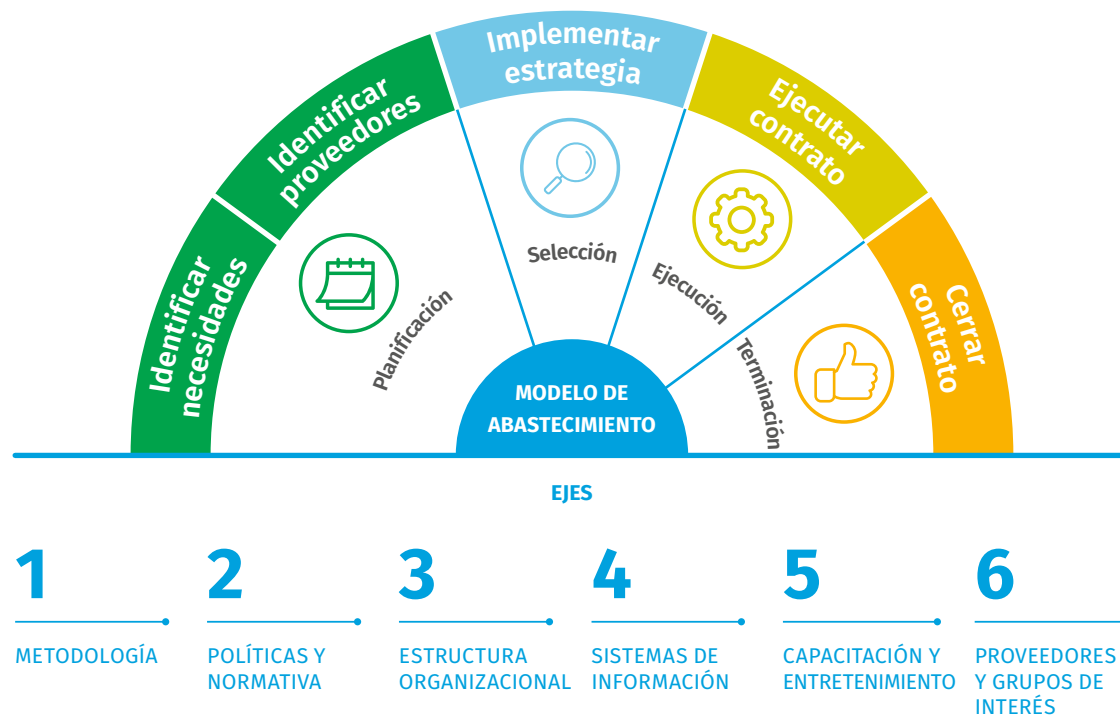 Identificar
necesidades
Identificar
proveedores
Implementar
estrategia
Ejecutar
contrato
Cerrar
contrato
Planificación
Selección
Ejecución
Terminación
MODELO DE
ABASTECIMIENTO
EJES
1
METODOLOGÍA
2
POLÍTICAS Y
NORMATIVA
3
ESTRUCTURA
ORGANIZACIONAL
4
SISTEMAS DE
INFORMACIÓN
5
CAPACITACIÓN Y
ENTRETENIMIENTO
6
PROVEEDORES
Y GRUPOS DE
INTERÉS